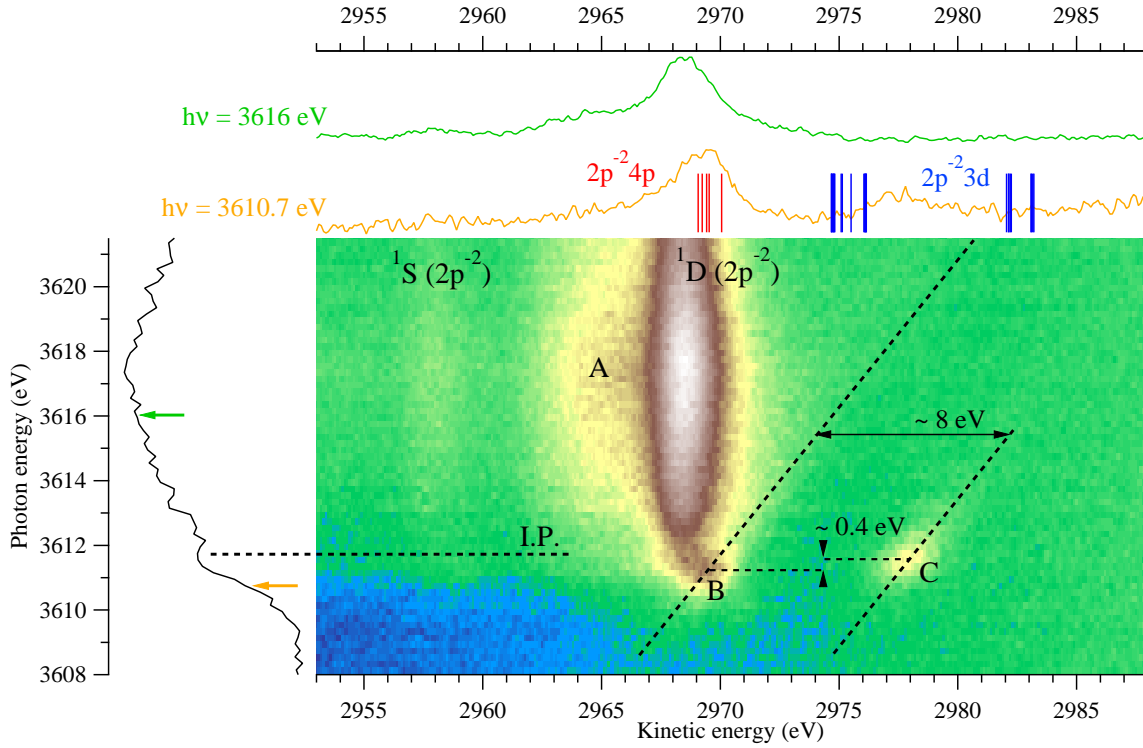 2955 2960 2965 2970 2975 2980 2985
hν = 3616 eV
2p⁻²4p 2p⁻²3d
hν = 3610.7 eV
¹S (2p⁻²) ¹D (2p⁻²)
3620
3618
A
3616
~ 8 eV
3614
~ 0.4 eV
I.P.
3612
C
B
3610
3608
Photon energy (eV)
2955 2960 2965 2970 2975 2980 2985
Kinetic energy (eV)